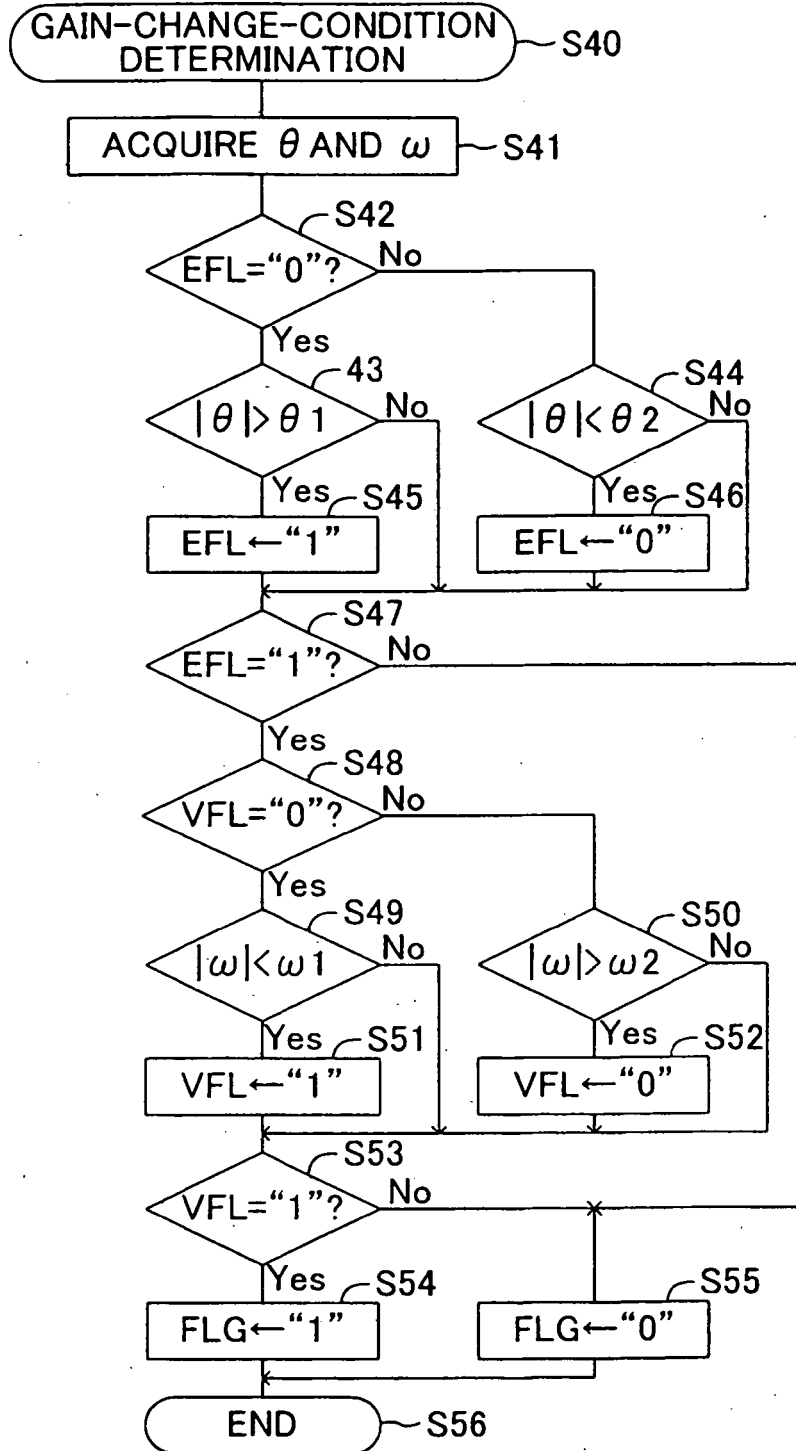 GAIN-CHANGE-CONDITION
DETERMINATION
S40
ACQUIRE θ AND ω
S41
S42
EFL=“0”?
No
Yes
43
|θ|>θ1
No
Yes
S44
|θ|<θ2
No
Yes
S45
EFL←“1”
S46
EFL←“0”
S47
EFL=“1”?
No
Yes
S48
VFL=“0”?
No
Yes
S49
|ω|<ω1
No
Yes
S50
|ω|>ω2
No
Yes
S51
VFL←“1”
S52
VFL←“0”
S53
VFL=“1”?
No
Yes
S54
FLG←“1”
S55
FLG←“0”
END
S56